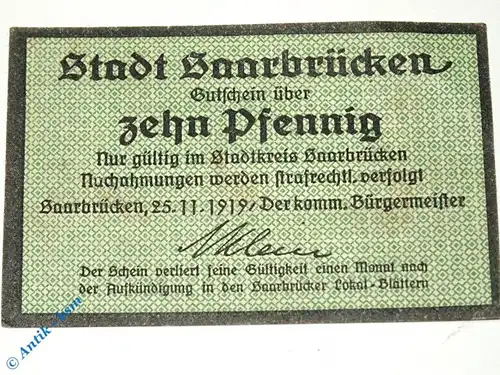 Stadt Saarbrücken
Gutschein über
zehn Pfennig
Nur gültig im Stadtkreis Saarbrücken
Nachahmungen werden strafrechtl. verfolgt
Saarbrücken, 25.11.1919, Der komm. Bürgermeister
Der Schein verliert seine Gültigkeit einen Monat nach
der Aufkündigung in den Saarbrücker Lokal-Blättern
© Antik